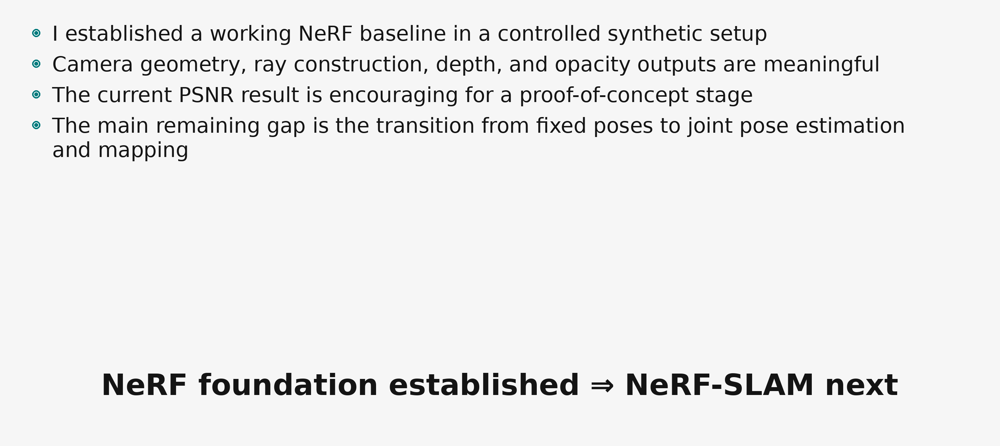 I established a working NeRF baseline in a controlled synthetic setup
Camera geometry, ray construction, depth, and opacity outputs are meaningful
The current PSNR result is encouraging for a proof-of-concept stage
The main remaining gap is the transition from fixed poses to joint pose estimation
and mapping
NeRF foundation established ⇒ NeRF-SLAM next